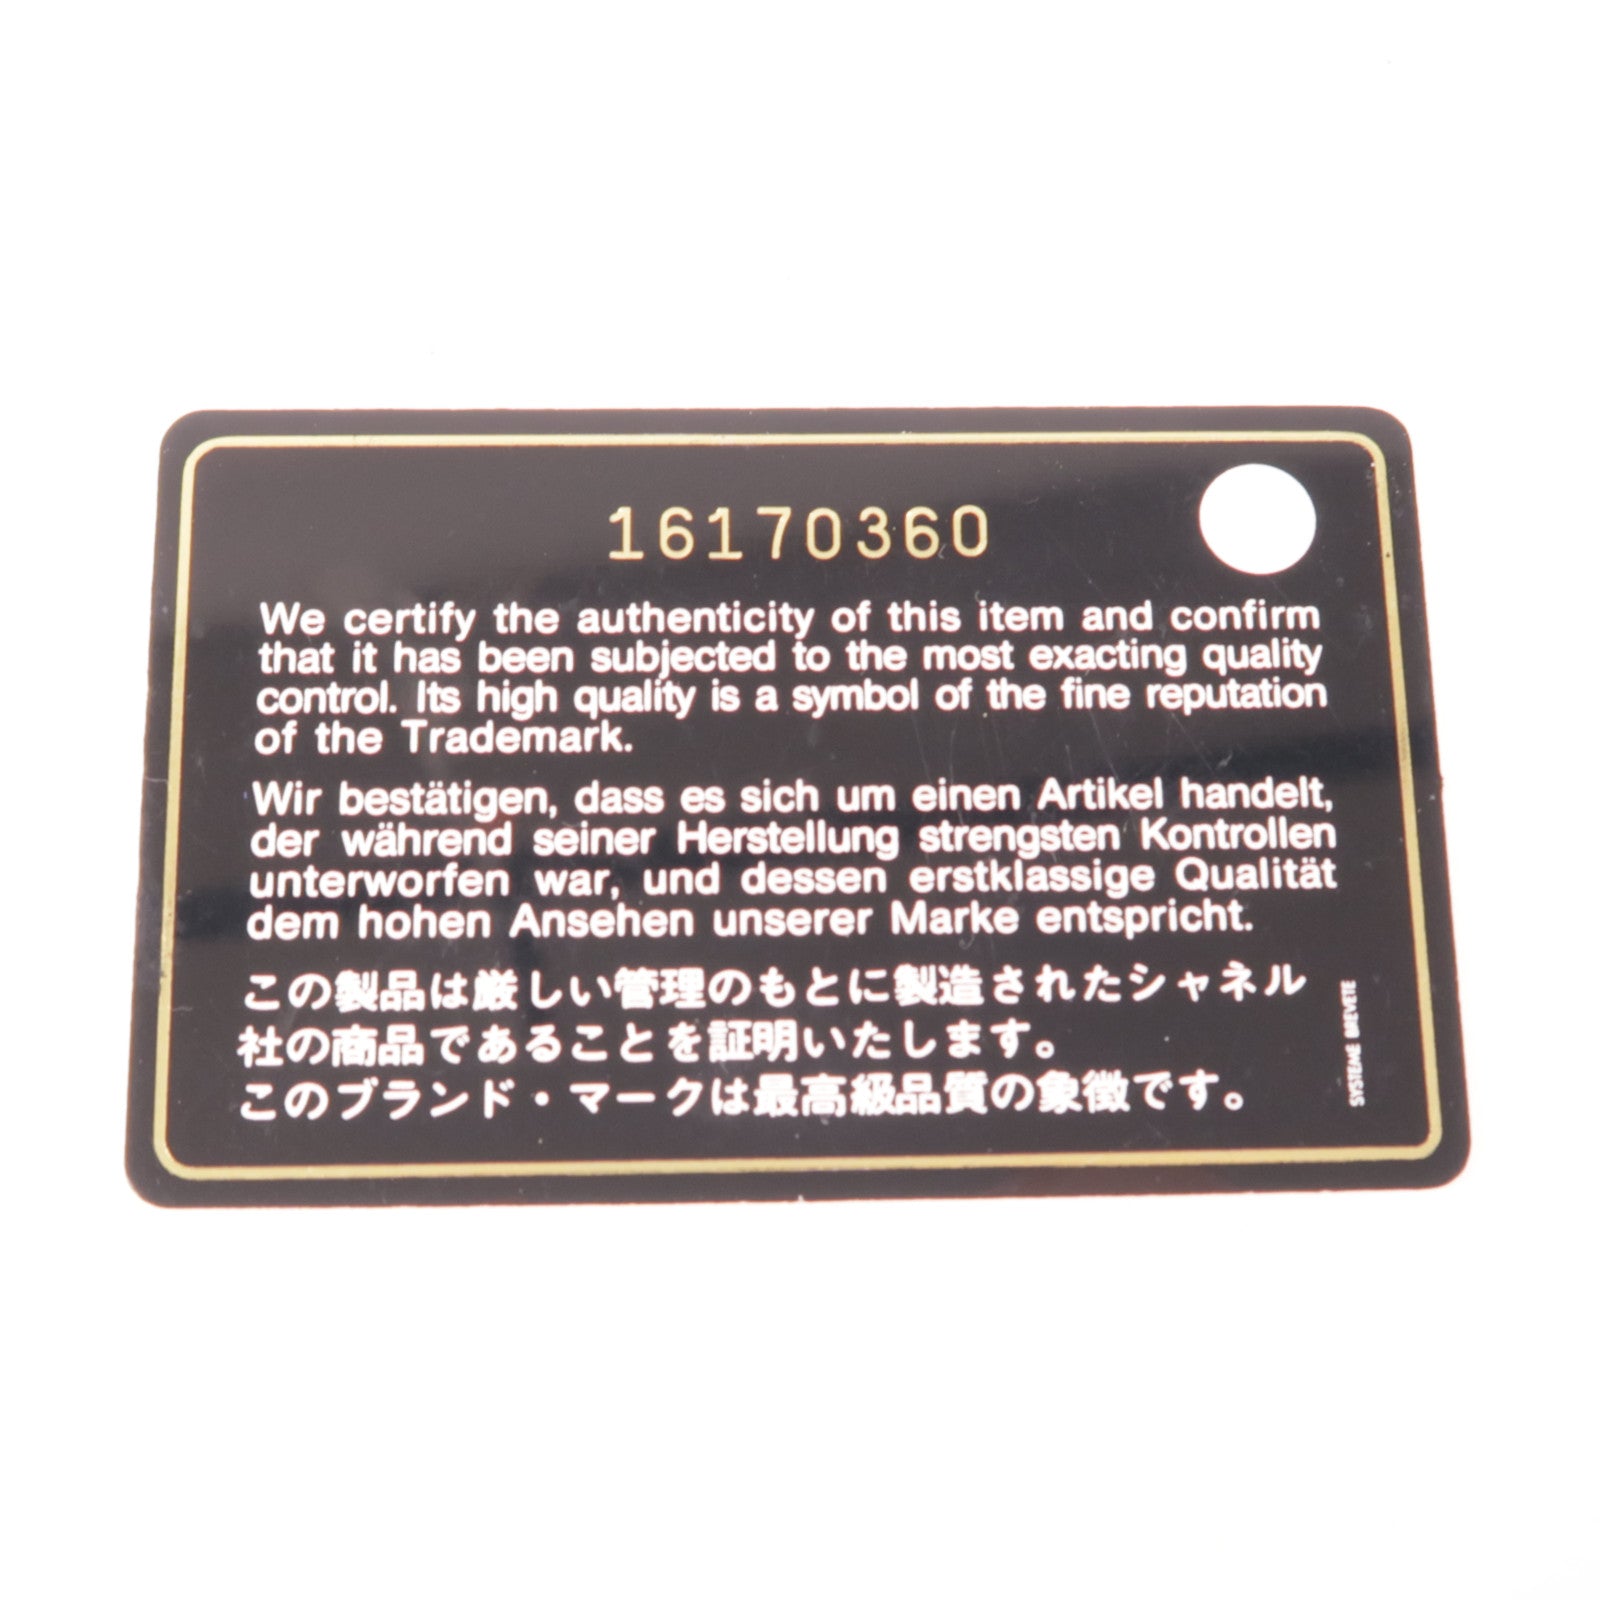 16170360
We certify the authenticity of this item and confirm
that it has been subjected to the most exacting quality
control. Its high quality is a symbol of the fine reputation
of the Trademark.
Wir bestätigen, dass es sich um einen Artikel handelt,
der während seiner Herstellung strengsten Kontrollen
unterworfen war, und dessen erstklassige Qualität
dem hohen Ansehen unserer Marke entspricht.
この製品は厳しい管理のもとに製造されたシャネル
社の商品であることを証明いたします。
このブランド・マークは最高級品質の象徴です。
SYSTEME BREVETE